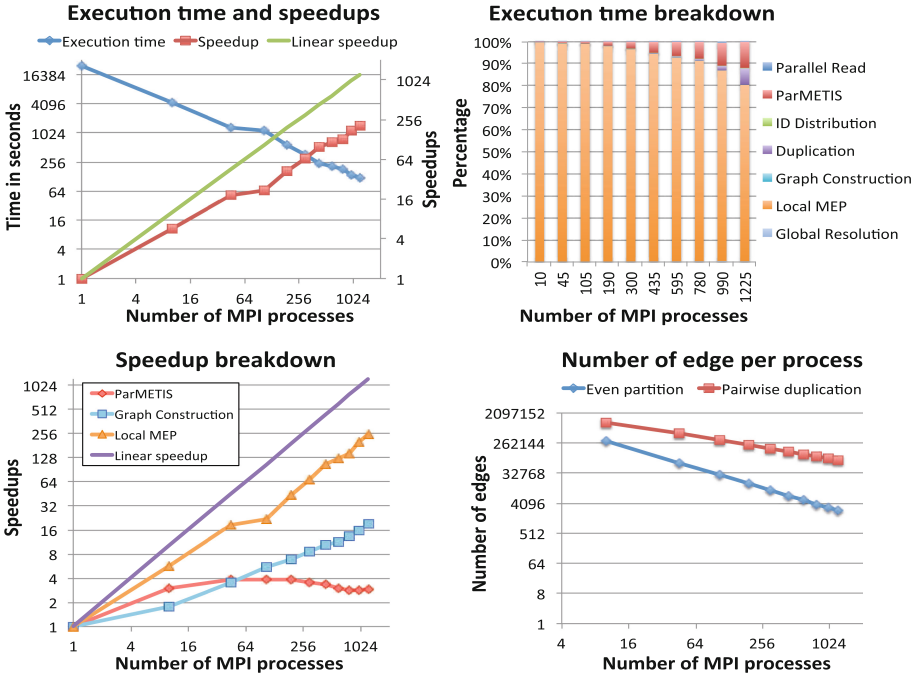 Execution time and speedups
Execution time
Speedup
Linear speedup
16384
4096
1024
256
64
16
4
1
1024
256
64
16
4
1
1
4
16
64
256
1024
Time in seconds
Speedups
Number of MPI processes
Execution time breakdown
100%
90%
80%
70%
60%
50%
40%
30%
20%
10%
0%
Percentage
10
45
105
190
300
435
595
780
990
1225
Number of MPI processes
Parallel Read
ParMETIS
ID Distribution
Duplication
Graph Construction
Local MEP
Global Resolution
Speedup breakdown
ParMETIS
Graph Construction
Local MEP
Linear speedup
1024
512
256
128
64
32
16
8
4
2
1
Speedups
1
4
16
64
256
1024
Number of MPI processes
Number of edge per process
Even partition
Pairwise duplication
2097152
262144
32768
4096
512
64
8
1
Number of edges
4
16
64
256
1024
Number of MPI processes